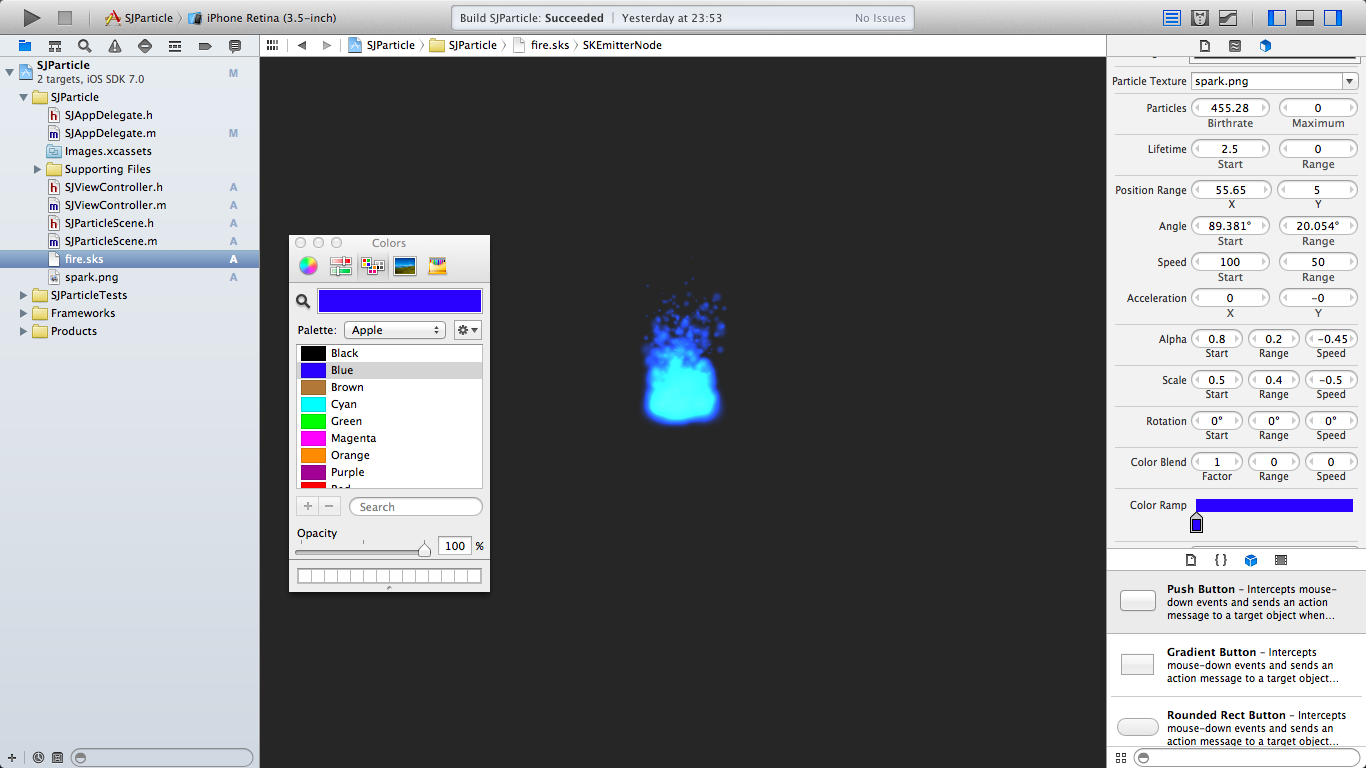 SJParticle
iPhone Retina (3.5-inch)
Build SJParticle: Succeeded
Yesterday at 23:53
No Issues
SJParticle
SJParticle
fire.sks
SKEmitterNode
SJParticle
2 targets, iOS SDK 7.0
M
SJParticle
SJAppDelegate.h
SJAppDelegate.m
M
Images.xcassets
Supporting Files
SJViewController.h
A
SJViewController.m
A
SJParticleScene.h
A
SJParticleScene.m
A
fire.sks
A
spark.png
A
SJParticleTests
Frameworks
Products
Colors
Palette:
Apple
Black
Blue
Brown
Cyan
Green
Magenta
Orange
Purple
Red
Search
Opacity
100 %
Particle Texture
spark.png
Particles
455.28
0
Birthrate
Maximum
Lifetime
2.5
0
Start
Range
Position Range
55.65
5
X
Y
Angle
89.381°
20.054°
Start
Range
Speed
100
50
Start
Range
Acceleration
0
-0
X
Y
Alpha
0.8
0.2
-0.45
Start
Range
Speed
Scale
0.5
0.4
-0.5
Start
Range
Speed
Rotation
0°
0°
0°
Start
Range
Speed
Color Blend
1
0
0
Factor
Range
Speed
Color Ramp
Push Button - Intercepts mouse-
down events and sends an action
message to a target object when...
Gradient Button - Intercepts
mouse-down events and sends an
action message to a target object...
Rounded Rect Button - Intercepts
mouse-down events and sends an
action message to a target object...